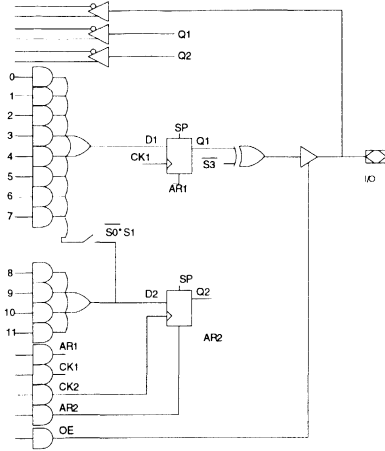 Q1
Q2
0
1
2
3
4
5
6
7
SP
D1
Q1
CK1
S3
AR1
I/O
S0*S1
8
9
10
11
SP
D2
Q2
AR2
AR1
CK1
CK2
AR2
OE